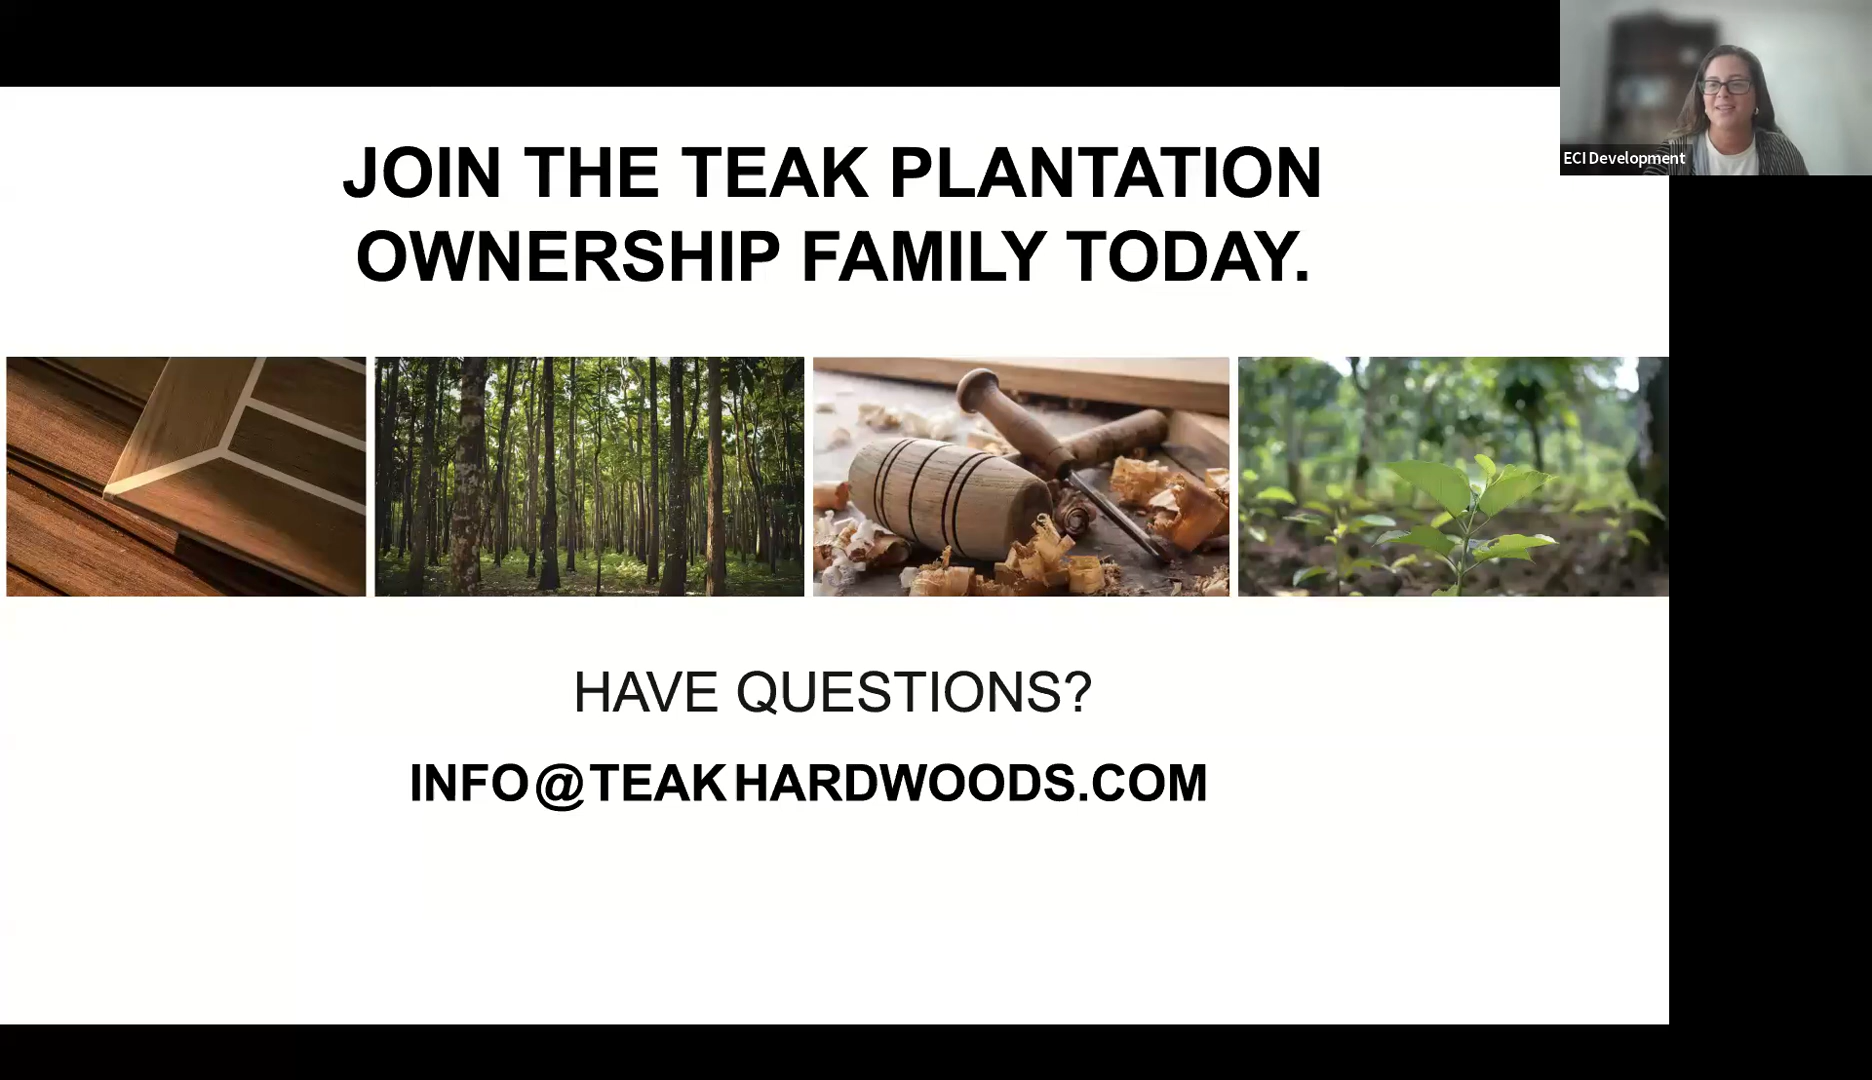 JOIN THE TEAK PLANTATION
OWNERSHIP FAMILY TODAY.
ECI Development
HAVE QUESTIONS?
INFO@TEAKHARDWOODS.COM